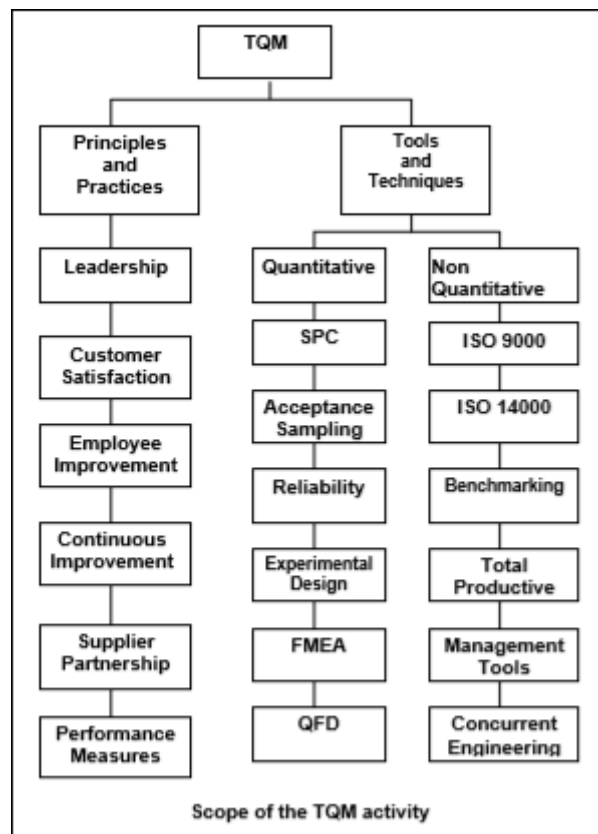 TQM
Principles
and
Practices
Tools
and
Techniques
Leadership
Customer
Satisfaction
Employee
Improvement
Continuous
Improvement
Supplier
Partnership
Performance
Measures
Quantitative
SPC
Acceptance
Sampling
Reliability
Experimental
Design
FMEA
QFD
Non
Quantitative
ISO 9000
ISO 14000
Benchmarking
Total
Productive
Management
Tools
Concurrent
Engineering
Scope of the TQM activity